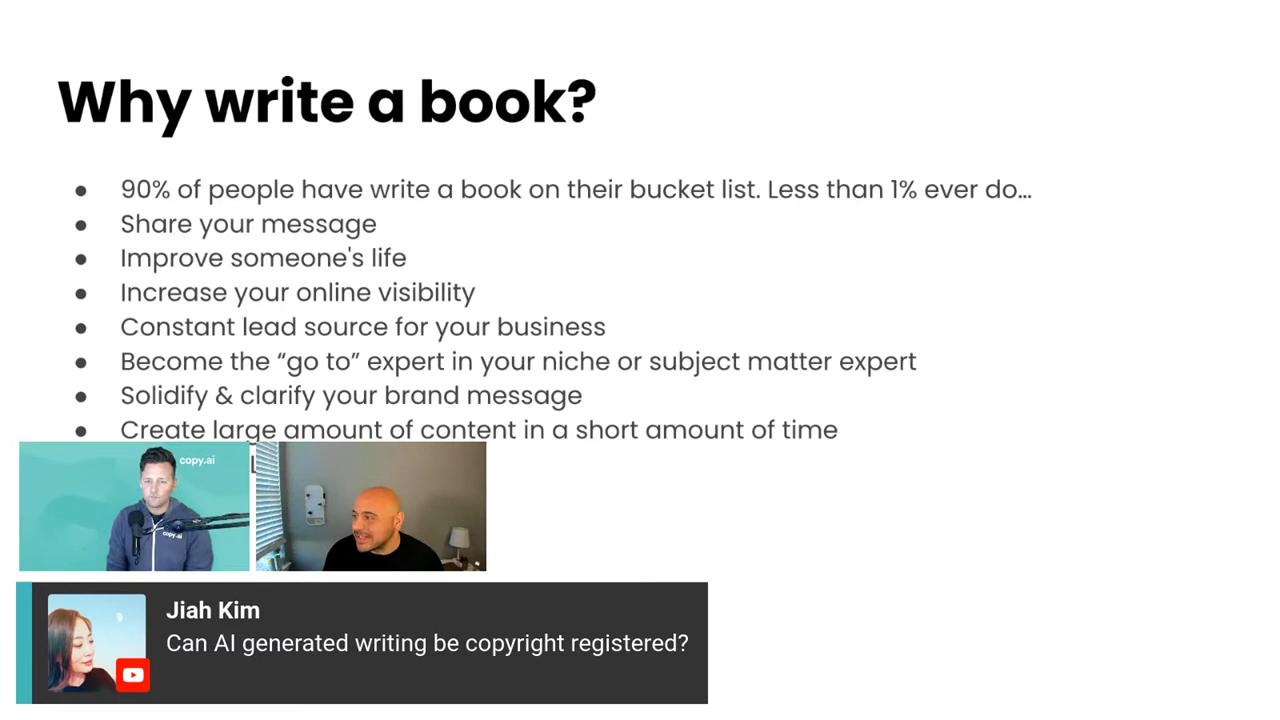 Why write a book?
● 90% of people have write a book on their bucket list. Less than 1% ever do...
● Share your message
● Improve someone's life
● Increase your online visibility
● Constant lead source for your business
● Become the “go to” expert in your niche or subject matter expert
● Solidify & clarify your brand message
● Create large amount of content in a short amount of time
copy.ai
copy.ai
Jiah Kim
Can AI generated writing be copyright registered?